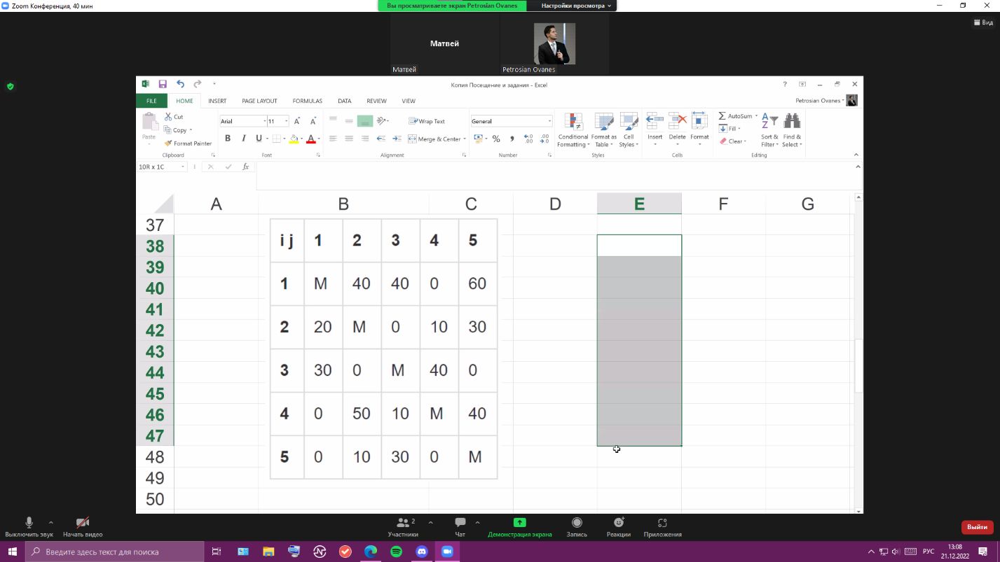 Zoom Конференция, 40 мин
Вы просматриваете экран Petrosian Ovanes
Настройки просмотра
Вид
Матвей
Матвей
Petrosian Ovanes
Копия Посещение и задания - Excel
FILE HOME INSERT PAGE LAYOUT FORMULAS DATA REVIEW VIEW
Petrosian Ovanes
Paste
Cut
Copy
Format Painter
Clipboard
Arial 11
B I U
Font
Wrap Text
Merge & Center
Alignment
General
Number
Conditional Formatting
Format as Table
Cell Styles
Styles
Insert Delete Format
Cells
AutoSum
Fill
Clear
Sort & Filter
Find & Select
Editing
10R x 1C
fx
A B C D E F G
37
38
39
40
41
42
43
44
45
46
47
48
49
50
i j 1 2 3 4 5
1 M 40 40 0 60
2 20 M 0 10 30
3 30 0 M 40 0
4 0 50 10 M 40
5 0 10 30 0 M
Выключить звук
Начать видео
2
Участники
Чат
Демонстрация экрана
Запись
Реакции
Приложения
Выйти
Введите здесь текст для поиска
РУС
13:08
21.12.2022